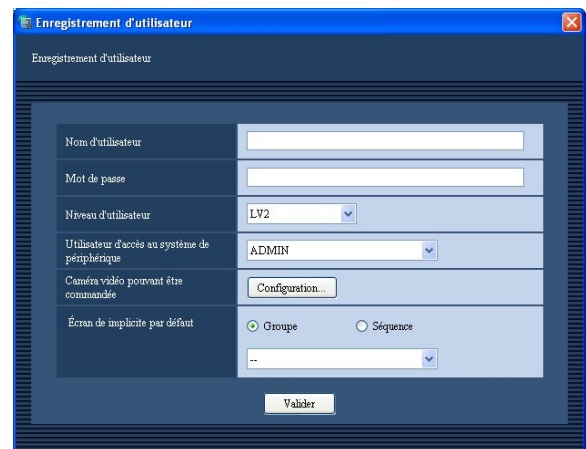 Enregistrement d'utilisateur
Enregistrement d'utilisateur
Nom d'utilisateur
Mot de passe
Niveau d'utilisateur
LV2
Utilisateur d'accès au système de
périphérique
ADMIN
Caméra vidéo pouvant être
commandée
Configuration...
Écran de implicite par défaut
Groupe
Séquence
--
Valider